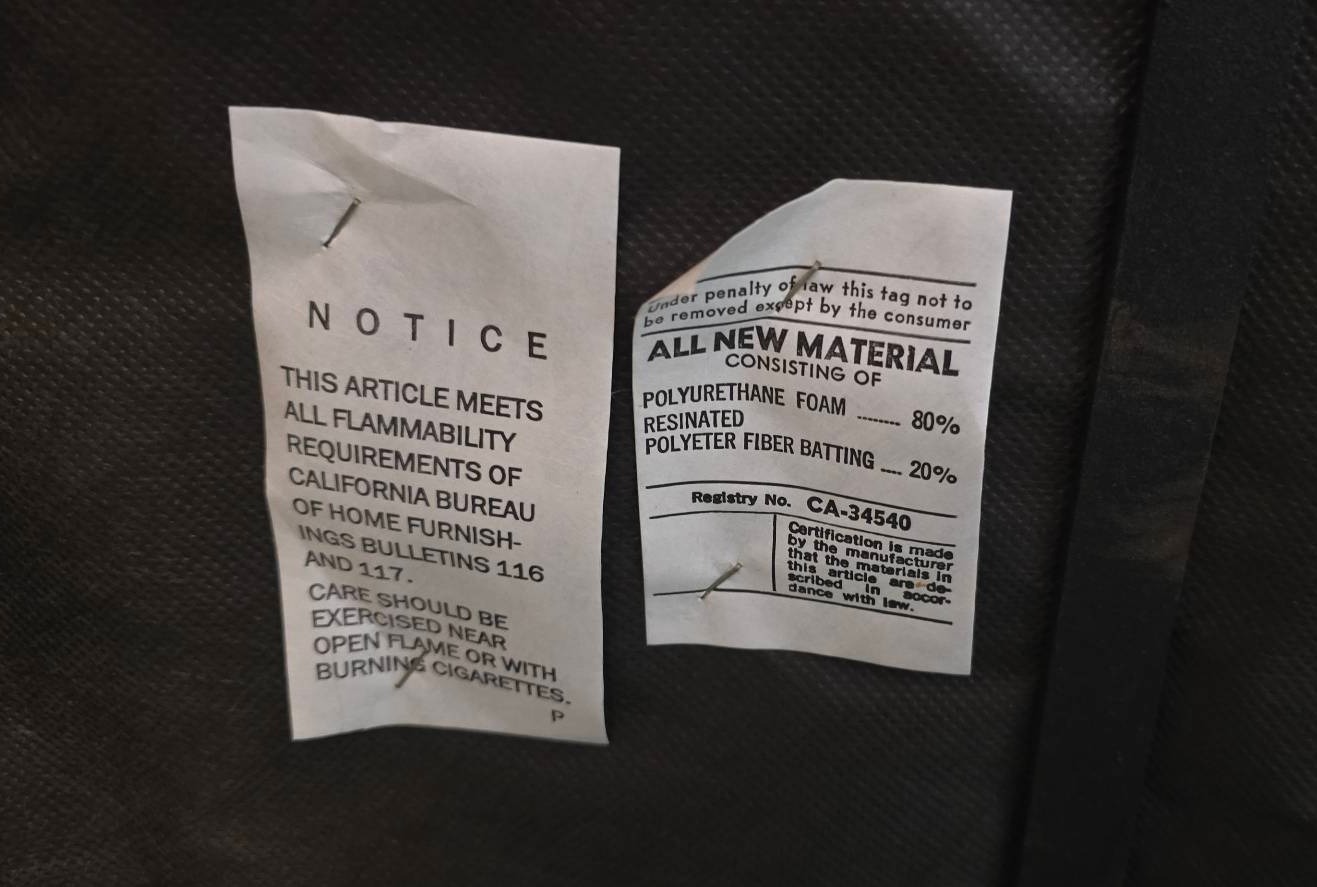 NOTICE
THIS ARTICLE MEETS
ALL FLAMMABILITY
REQUIREMENTS OF
CALIFORNIA BUREAU
OF HOME FURNISH-
INGS BULLETINS 116
AND 117.
CARE SHOULD BE
EXERCISED NEAR
OPEN FLAME OR WITH
BURNING CIGARETTES.
P
Under penalty of law this tag not to
be removed except by the consumer
ALL NEW MATERIAL
CONSISTING OF
POLYURETHANE FOAM ........ 80%
RESINATED
POLYETER FIBER BATTING .... 20%
Registry No. CA-34540
Certification is made
by the manufacturer
that the materials in
this article are de-
scribed in accor-
dance with law.